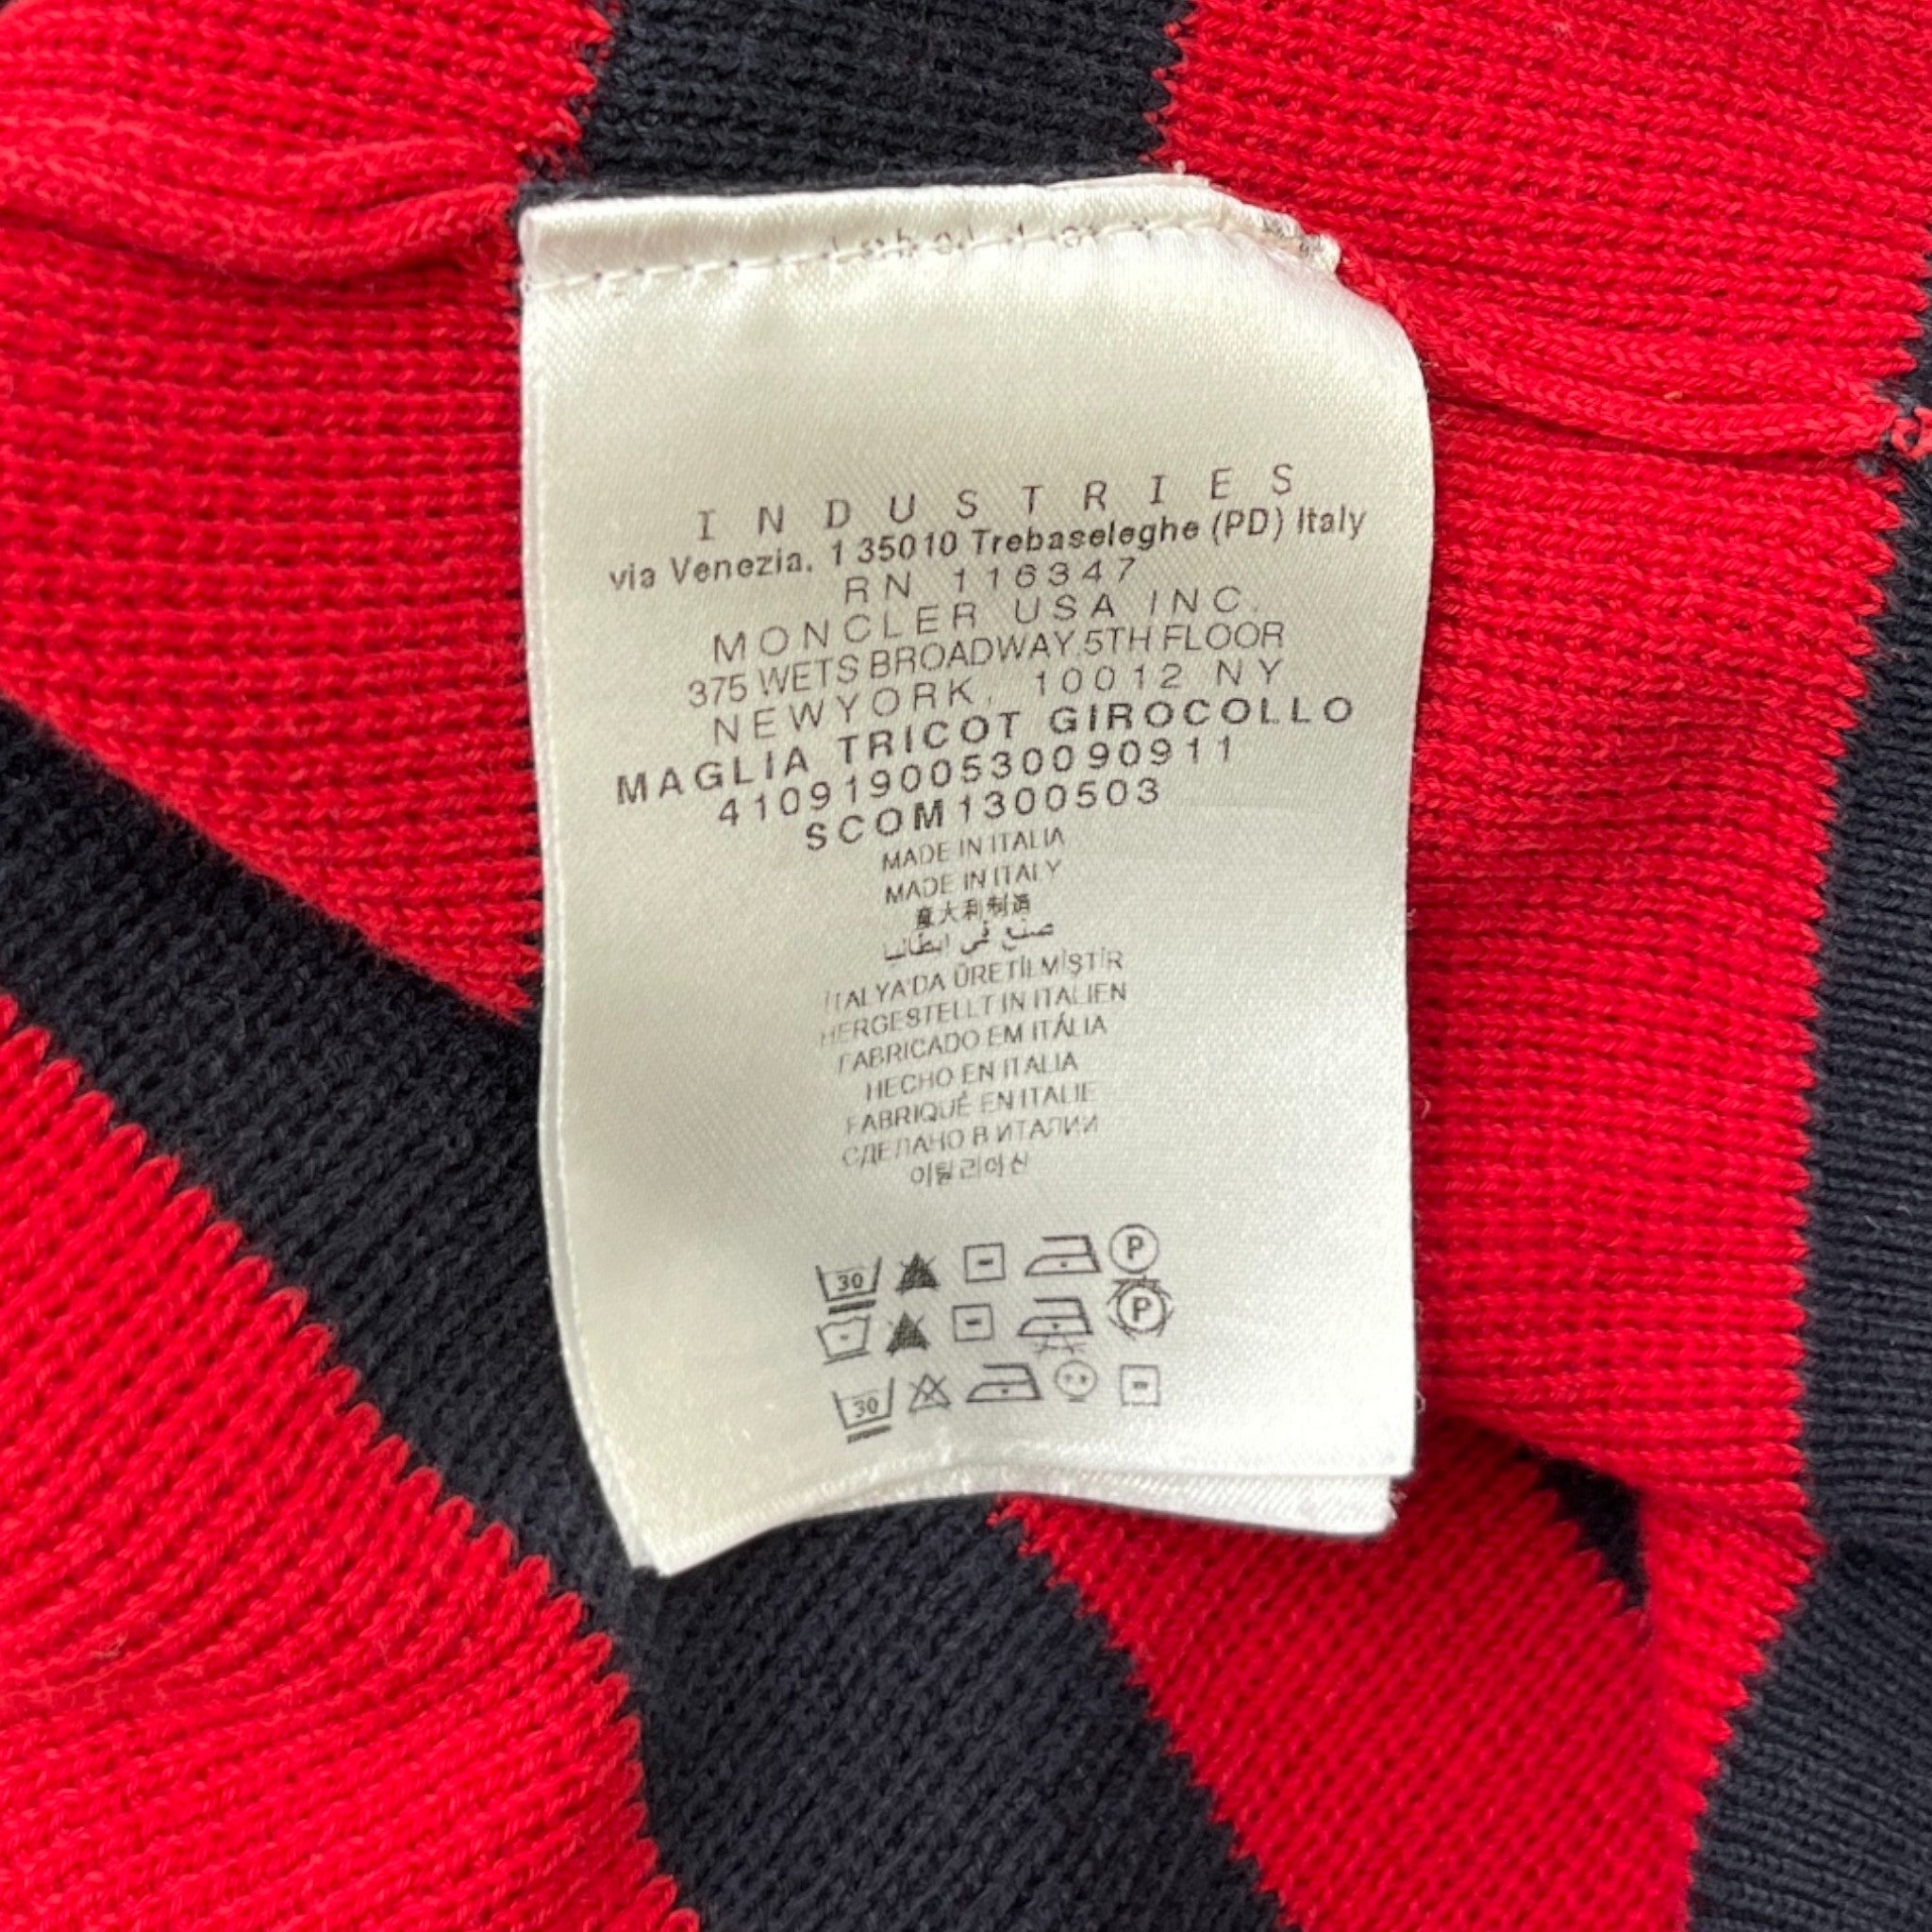 INDUSTRIES
via Venezia, 1 35010 Trebaseleghe (PD) Italy
RN 116347
MONCLER USA INC.
375 WETS BROADWAY,5TH FLOOR
NEWYORK, 10012 NY
MAGLIA TRICOT GIROCOLLO
41091900530090911
SCOM1300503
MADE IN ITALIA
MADE IN ITALY
意大利制造
صنع في ايطاليا
İTALYA'DA ÜRETİLMİŞTİR
HERGESTELLT IN ITALIEN
FABRICADO EM ITÁLIA
HECHO EN ITALIA
FABRIQUÉ EN ITALIE
СДЕЛАНО В ИТАЛИИ
이탈리아산
30 P
P
30